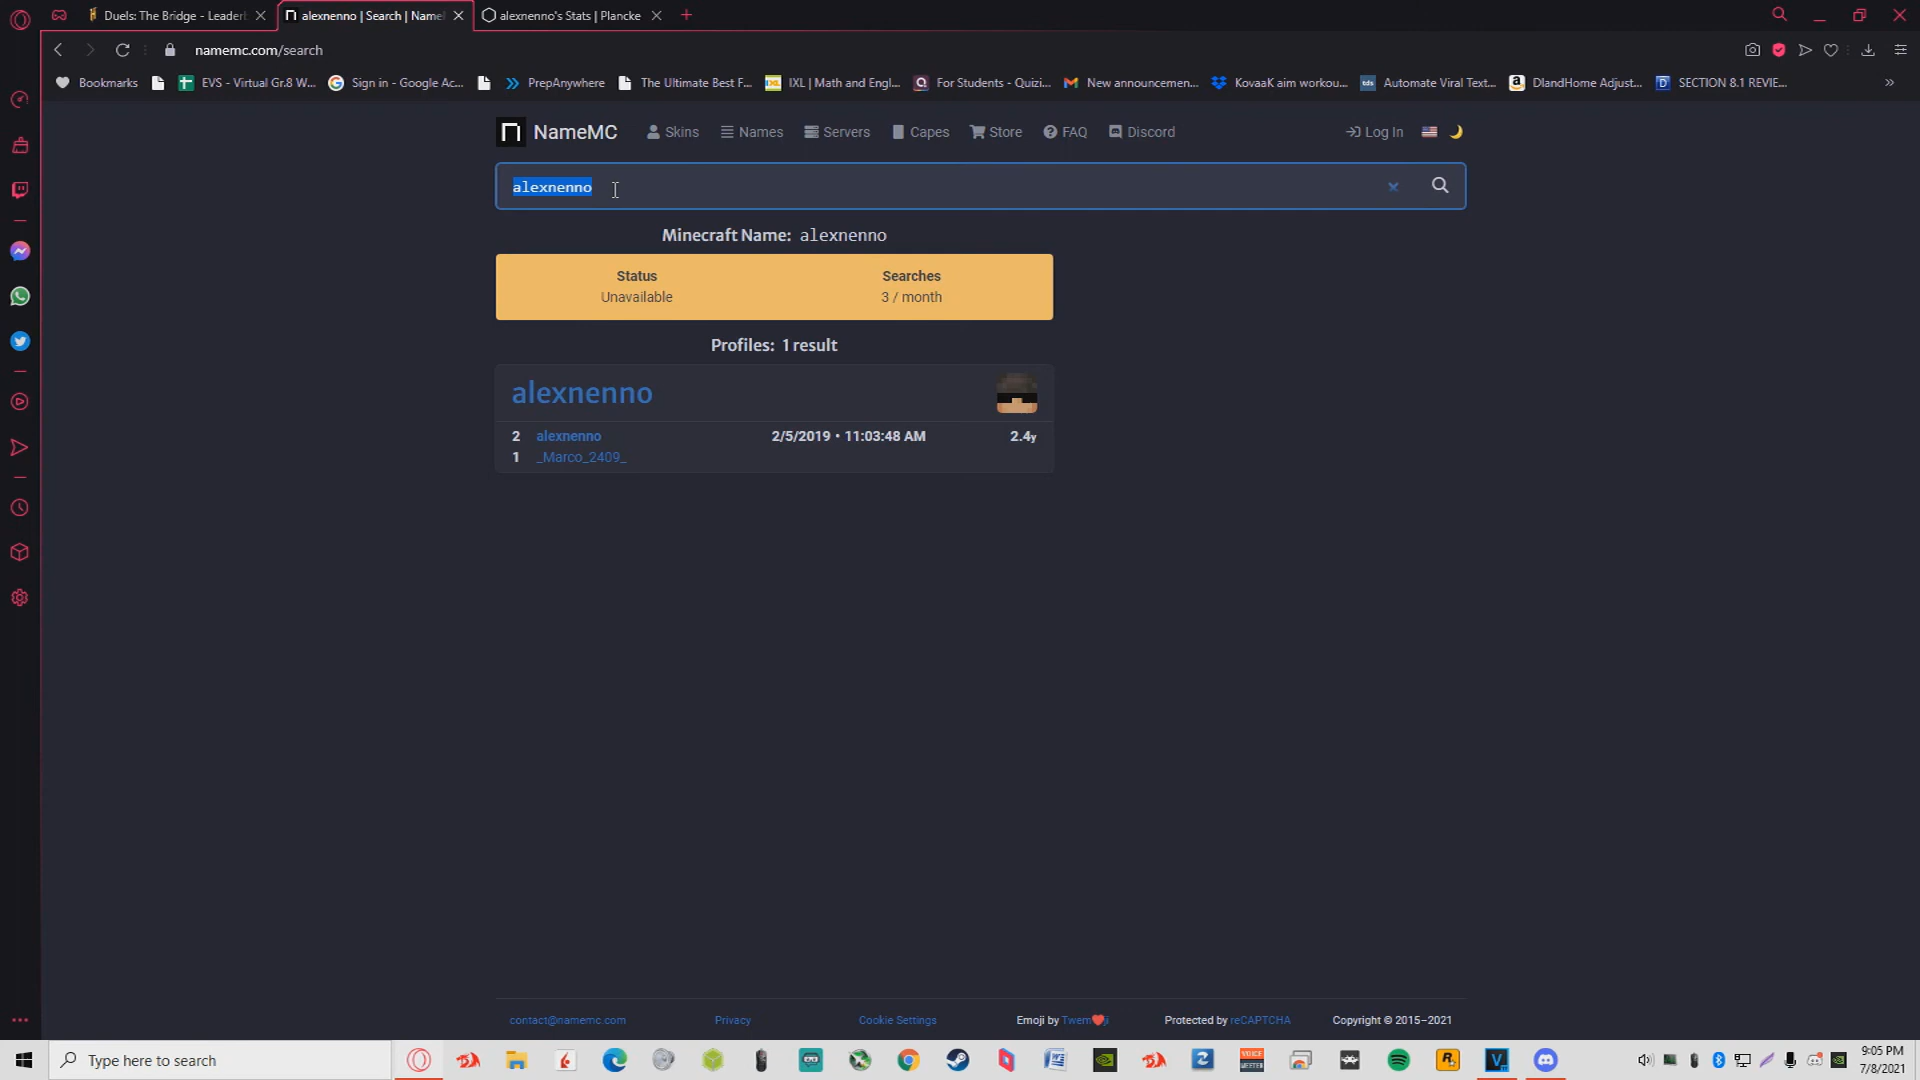 Duels: The Bridge - Leaderb
alexnenno | Search | NameM
alexnenno's Stats | Plancke
namemc.com/search
Bookmarks
EVS - Virtual Gr.8 W...
Sign in - Google Ac...
PrepAnywhere
The Ultimate Best F...
IXL | Math and Engl...
For Students - Quizi...
New announcemen...
KovaaK aim workou...
Automate Viral Text...
DlandHome Adjust...
SECTION 8.1 REVIE...
NameMC Skins Names Servers Capes Store FAQ Discord Log In
alexnenno
Minecraft Name: alexnenno
Status Searches
Unavailable 3 / month
Profiles: 1 result
alexnenno
2 alexnenno 2/5/2019 • 11:03:48 AM 2.4y
1 _Marco_2409_
contact@namemc.com Privacy Cookie Settings Emoji by Twemoji Protected by reCAPTCHA Copyright © 2015–2021
Type here to search
9:05 PM
7/8/2021